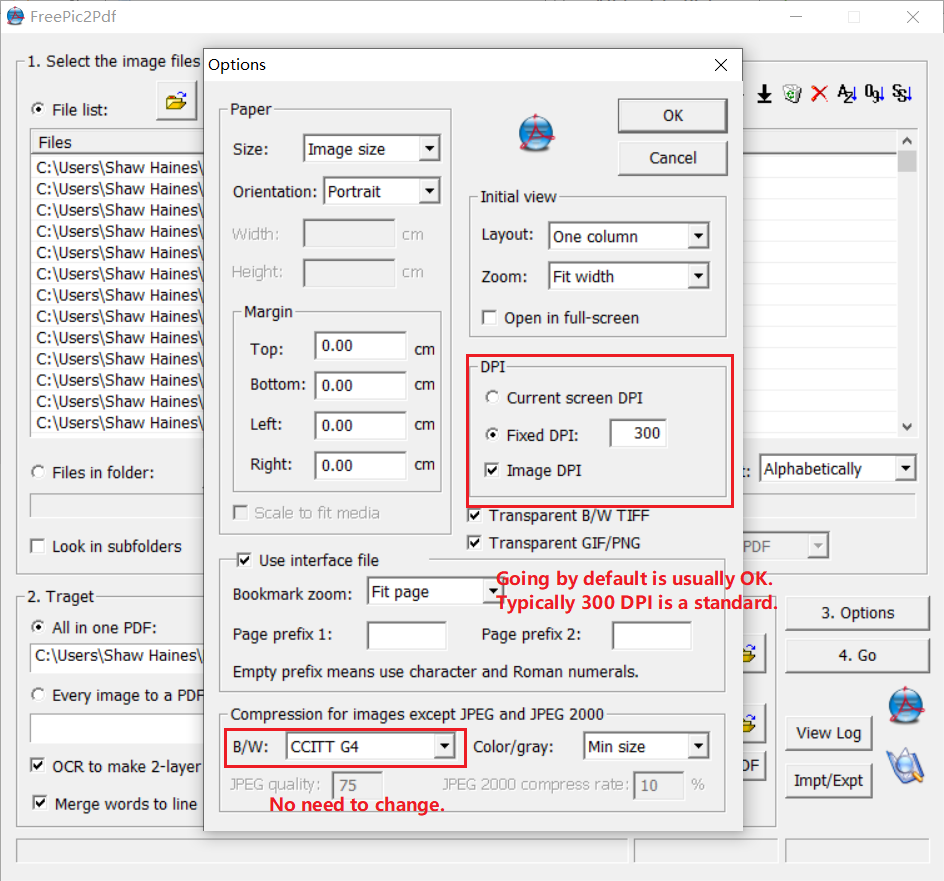 FreePic2Pdf
1. Select the image files
File list:
Files
C:\Users\Shaw Haines\
C:\Users\Shaw Haines\
C:\Users\Shaw Haines\
C:\Users\Shaw Haines\
C:\Users\Shaw Haines\
C:\Users\Shaw Haines\
C:\Users\Shaw Haines\
C:\Users\Shaw Haines\
C:\Users\Shaw Haines\
C:\Users\Shaw Haines\
C:\Users\Shaw Haines\
C:\Users\Shaw Haines\
C:\Users\Shaw Haines\
Files in folder:
Look in subfolders
Alphabetically
PDF
2. Traget
All in one PDF:
C:\Users\Shaw Haines\
Every image to a PDF
OCR to make 2-layer
Merge words to line
DF
3. Options
4. Go
View Log
Impt/Expt
Options
Paper
Size: Image size
Orientation: Portrait
Width: cm
Height: cm
Margin
Top: 0.00 cm
Bottom: 0.00 cm
Left: 0.00 cm
Right: 0.00 cm
Scale to fit media
OK
Cancel
Initial view
Layout: One column
Zoom: Fit width
Open in full-screen
DPI
Current screen DPI
Fixed DPI: 300
Image DPI
Transparent B/W TIFF
Transparent GIF/PNG
Use interface file
Bookmark zoom: Fit page
Going by default is usually OK.
Typically 300 DPI is a standard.
Page prefix 1: Page prefix 2:
Empty prefix means use character and Roman numerals.
Compression for images except JPEG and JPEG 2000
B/W: CCITT G4 Color/gray: Min size
JPEG quality: 75 JPEG 2000 compress rate: 10 %
No need to change.